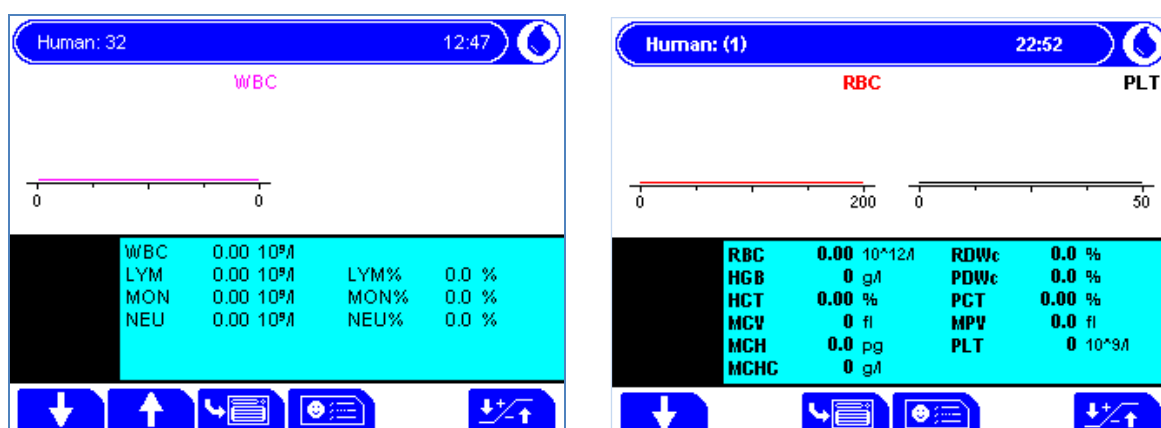 Human: 32 12:47
WBC
0 0
WBC 0.00 10⁹/l
LYM 0.00 10⁹/l LYM% 0.0 %
MON 0.00 10⁹/l MON% 0.0 %
NEU 0.00 10⁹/l NEU% 0.0 %
Human: (1) 22:52
RBC PLT
0 200 0 50
RBC 0.00 10^12/l RDWc 0.0 %
HGB 0 g/l PDWc 0.0 %
HCT 0.00 % PCT 0.00 %
MCV 0 fl MPV 0.0 fl
MCH 0.0 pg PLT 0 10^9/l
MCHC 0 g/l